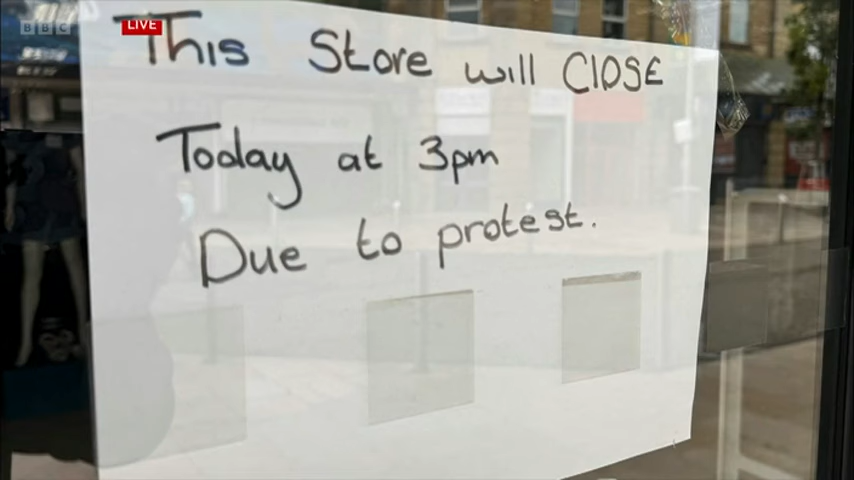 BBC
LIVE
This Store will ClOSE
Today at 3pm
Due to protest.